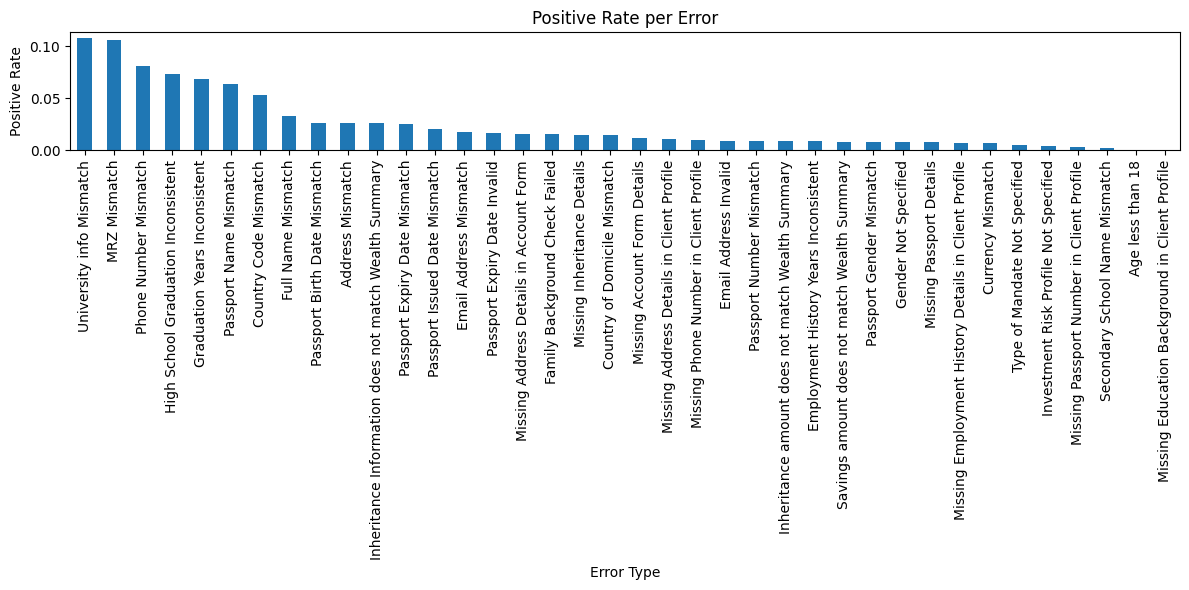 Positive Rate per Error
Positive Rate
0.10
0.05
0.00
University info Mismatch
MRZ Mismatch
Phone Number Mismatch
High School Graduation Inconsistent
Graduation Years Inconsistent
Passport Name Mismatch
Country Code Mismatch
Full Name Mismatch
Passport Birth Date Mismatch
Address Mismatch
Inheritance Information does not match Wealth Summary
Passport Expiry Date Mismatch
Passport Issued Date Mismatch
Email Address Mismatch
Passport Expiry Date Invalid
Missing Address Details in Account Form
Family Background Check Failed
Missing Inheritance Details
Country of Domicile Mismatch
Missing Account Form Details
Missing Address Details in Client Profile
Missing Phone Number in Client Profile
Email Address Invalid
Passport Number Mismatch
Inheritance amount does not match Wealth Summary
Employment History Years Inconsistent
Savings amount does not match Wealth Summary
Passport Gender Mismatch
Gender Not Specified
Missing Passport Details
Missing Employment History Details in Client Profile
Currency Mismatch
Type of Mandate Not Specified
Investment Risk Profile Not Specified
Missing Passport Number in Client Profile
Secondary School Name Mismatch
Age less than 18
Missing Education Background in Client Profile
Error Type